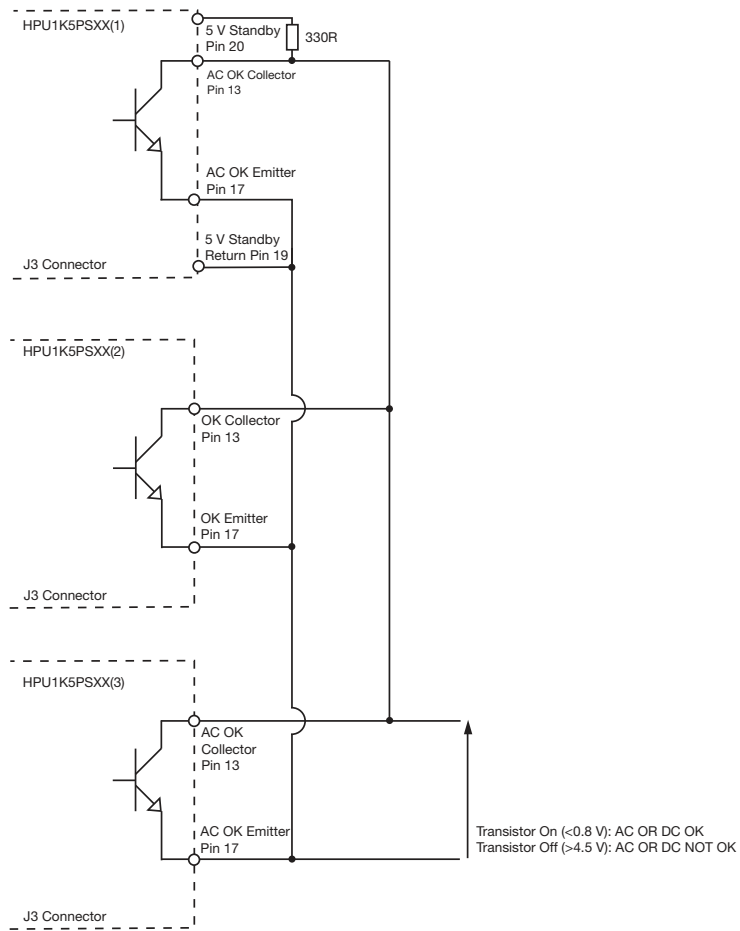 HPU1K5PSXX(1)
5 V Standby
Pin 20
330R
AC OK Collector
Pin 13
AC OK Emitter
Pin 17
5 V Standby
Return Pin 19
J3 Connector
HPU1K5PSXX(2)
OK Collector
Pin 13
OK Emitter
Pin 17
J3 Connector
HPU1K5PSXX(3)
AC OK
Collector
Pin 13
AC OK Emitter
Pin 17
Transistor On (<0.8 V): AC OR DC OK
Transistor Off (>4.5 V): AC OR DC NOT OK
J3 Connector